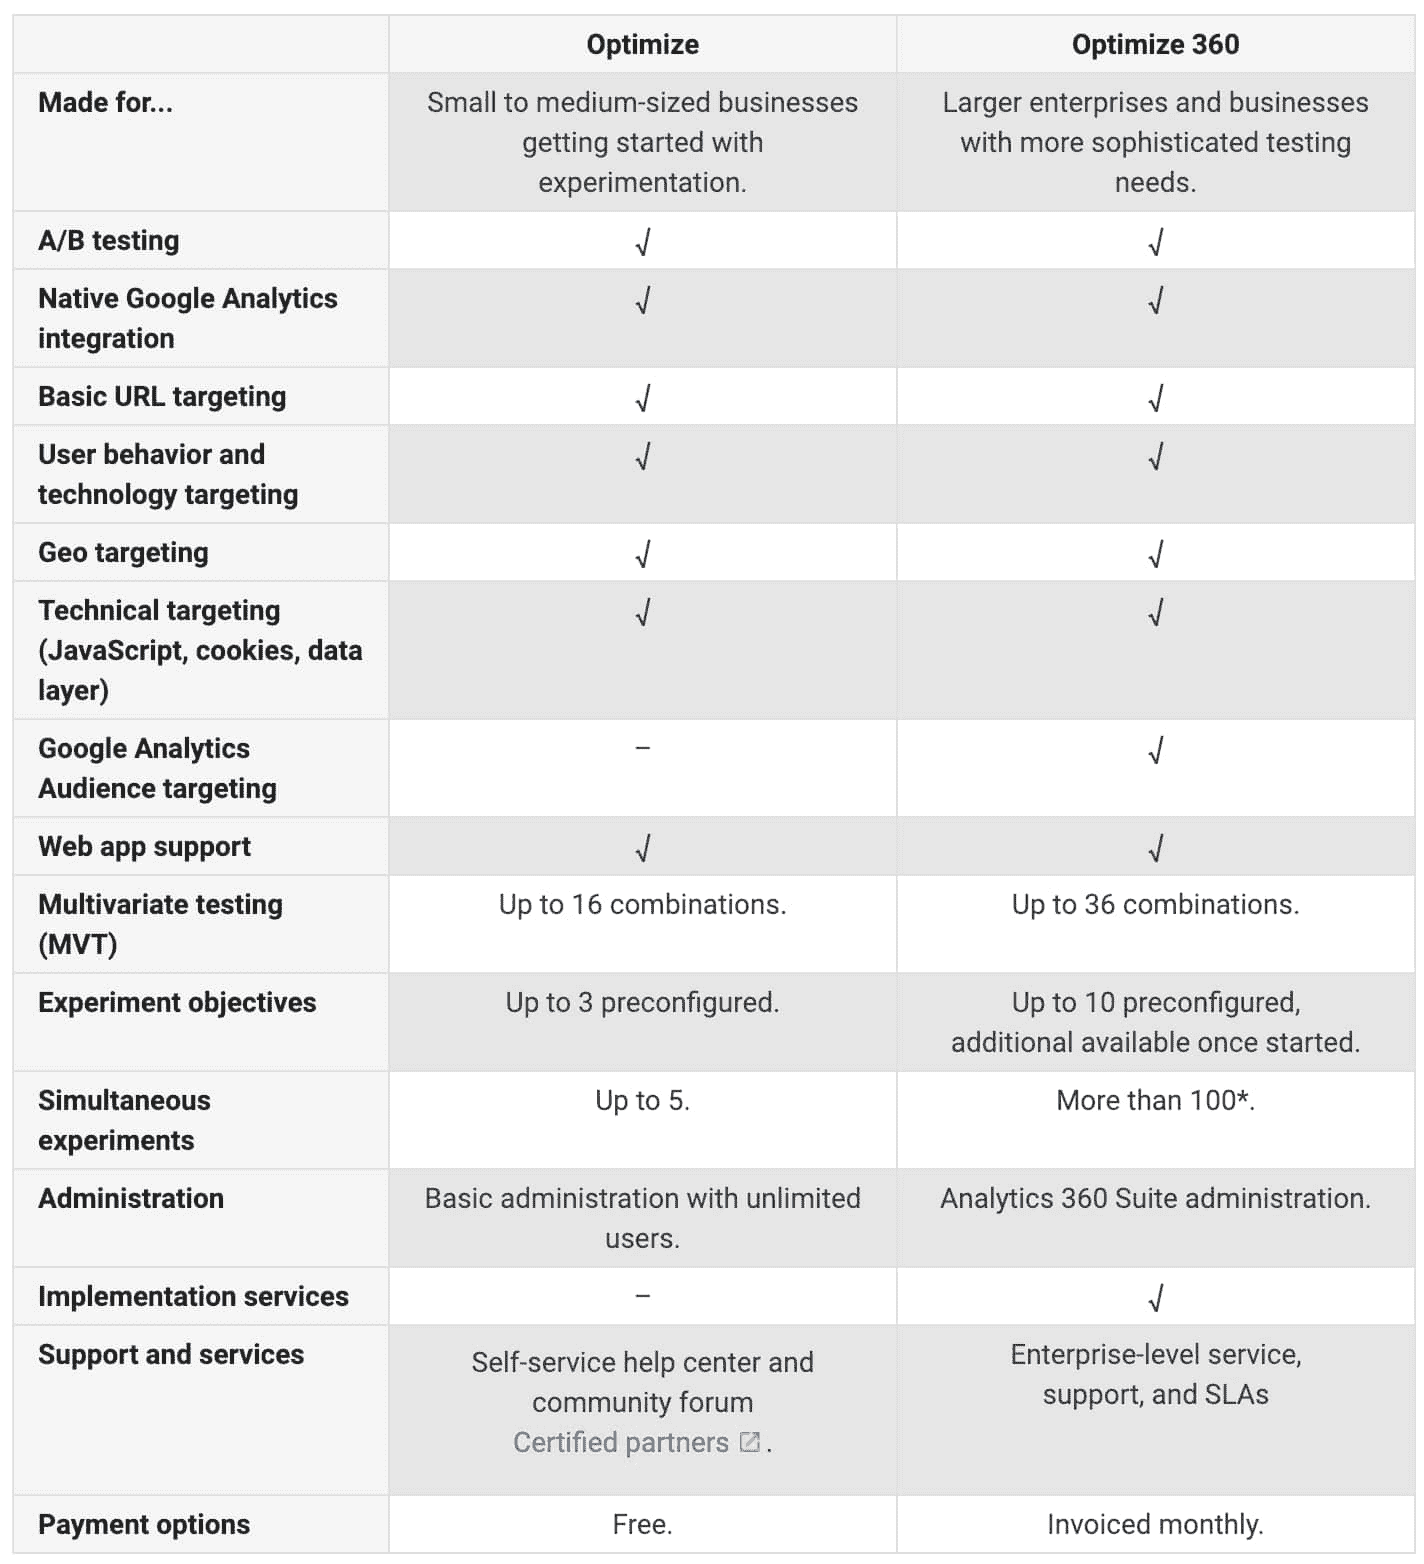 Optimize
Optimize 360
Made for...
Small to medium-sized businesses
getting started with
experimentation.
Larger enterprises and businesses
with more sophisticated testing
needs.
A/B testing
√
√
Native Google Analytics
integration
√
√
Basic URL targeting
√
√
User behavior and
technology targeting
√
√
Geo targeting
√
√
Technical targeting
(JavaScript, cookies, data
layer)
√
√
Google Analytics
Audience targeting
–
√
Web app support
√
√
Multivariate testing
(MVT)
Up to 16 combinations.
Up to 36 combinations.
Experiment objectives
Up to 3 preconfigured.
Up to 10 preconfigured,
additional available once started.
Simultaneous
experiments
Up to 5.
More than 100*.
Administration
Basic administration with unlimited
users.
Analytics 360 Suite administration.
Implementation services
–
√
Support and services
Self-service help center and
community forum
Certified partners .
Enterprise-level service,
support, and SLAs
Payment options
Free.
Invoiced monthly.